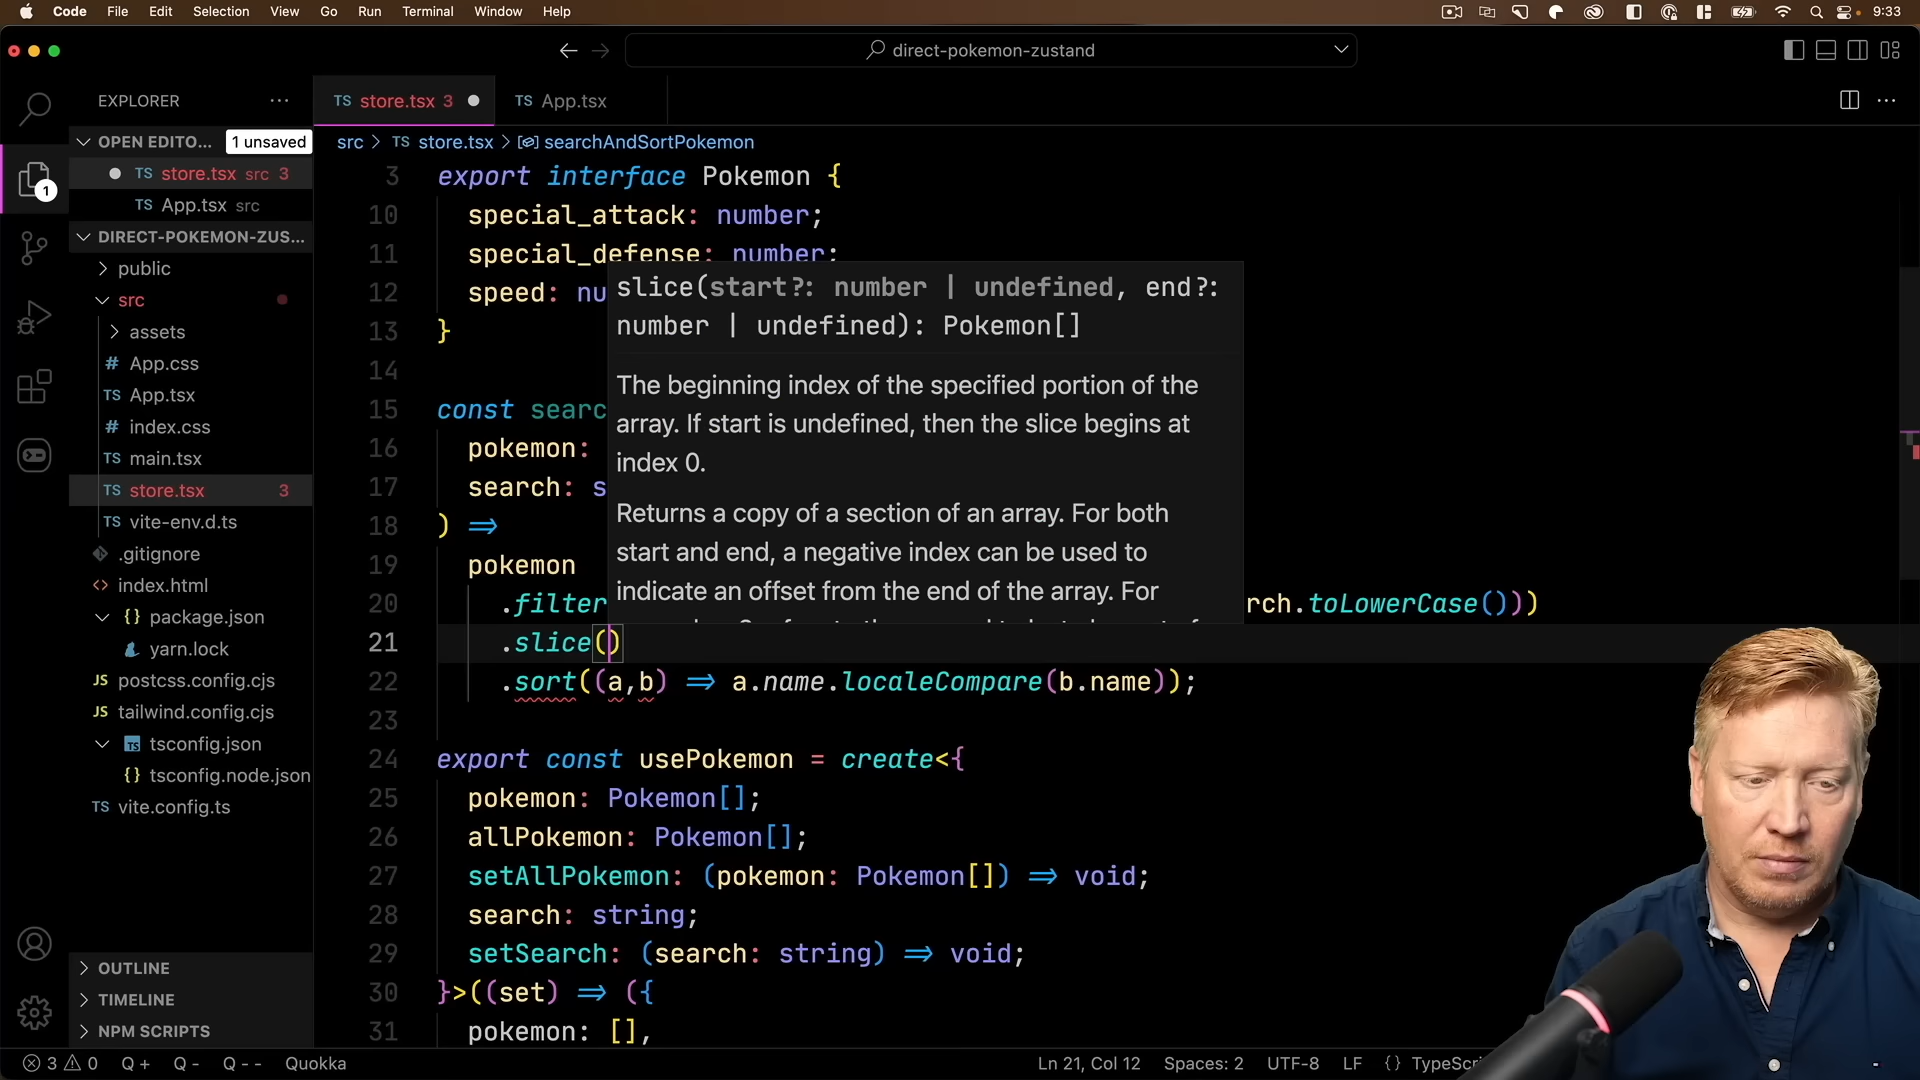 Code File Edit Selection View Go Run Terminal Window Help 9:33
direct-pokemon-zustand
EXPLORER
TS store.tsx 3
TS App.tsx
OPEN EDITO... 1 unsaved
TS store.tsx src 3
TS App.tsx src
DIRECT-POKEMON-ZUS...
public
src
assets
# App.css
TS App.tsx
# index.css
TS main.tsx
TS store.tsx 3
TS vite-env.d.ts
.gitignore
<> index.html
{} package.json
yarn.lock
JS postcss.config.cjs
JS tailwind.config.cjs
TS tsconfig.json
{} tsconfig.node.json
TS vite.config.ts
OUTLINE
TIMELINE
NPM SCRIPTS
1
src > TS store.tsx > searchAndSortPokemon
3 export interface Pokemon {
10 special_attack: number;
11 special_defense: number;
12 speed: nu
13 }
14
15 const searc
16 pokemon:
17 search: s
18 ) =>
19 pokemon
20 .filter rch.toLowerCase()))
21 .slice()
22 .sort((a,b) => a.name.localeCompare(b.name));
23
24 export const usePokemon = create<{
25 pokemon: Pokemon[];
26 allPokemon: Pokemon[];
27 setAllPokemon: (pokemon: Pokemon[]) => void;
28 search: string;
29 setSearch: (search: string) => void;
30 }>((set) => ({
31 pokemon: [],
slice(start?: number | undefined, end?:
number | undefined): Pokemon[]
The beginning index of the specified portion of the
array. If start is undefined, then the slice begins at
index 0.
Returns a copy of a section of an array. For both
start and end, a negative index can be used to
indicate an offset from the end of the array. For
3 0 Q + Q - Q - - Quokka Ln 21, Col 12 Spaces: 2 UTF-8 LF {} TypeScri